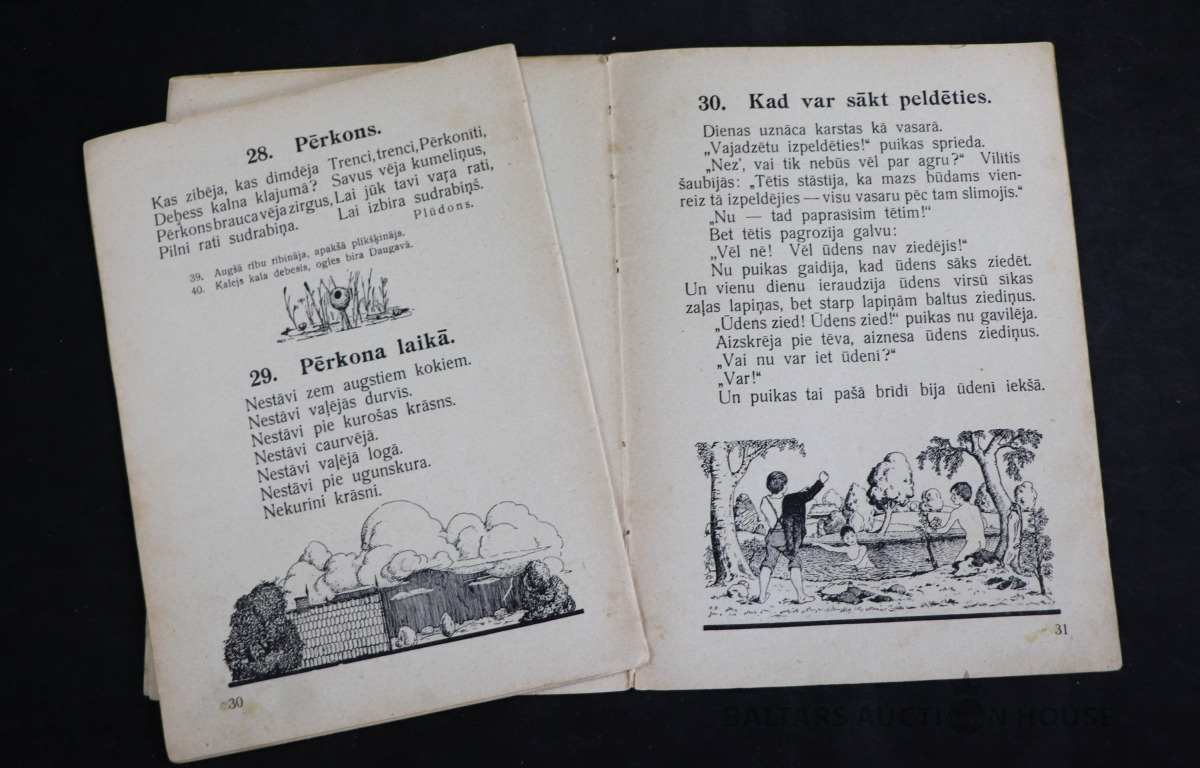 28. Pērkons.
Kas zibēja, kas dimdēja
Debess kalna klajumā?
Pērkons brauca vēja zirgus,
Pilni rati sudrabiņa.
Trenci, trenci, Pērkonīti,
Savus vēja kumeliņus,
Lai jūk tavi vaŗa rati,
Lai izbirа sudrabiņš.
Plūdons.
39. Augšā rību rībināja, apakšā plikšķināja.
40. Kalējs kala debesīs, ogles bira Daugavā.
29. Pērkona laikā.
Nestāvi zem augstiem kokiem.
Nestāvi vaļējās durvīs.
Nestāvi pie kurošas krāsns.
Nestāvi caurvējā.
Nestāvi vaļējā logā.
Nestāvi pie ugunskura.
Nekurini krāsni.
30
30. Kad var sākt peldēties.
Dienas uznāca karstas kā vasarā.
„Vajadzētu izpeldēties!“ puikas sprieda.
„Nez’, vai tik nebūs vēl par agru?“ Vilītis
šaubījās: „Tētis stāstīja, ka mazs būdams vien-
reiz tā izpeldējies — visu vasaru pēc tam slimojis.“
„Nu — tad paprasīsim tētim!“
Bet tētis pagrozīja galvu:
„Vēl nē! Vēl ūdens nav ziedējis!“
Nu puikas gaidīja, kad ūdens sāks ziedēt.
Un vienu dienu ieraudzīja ūdens virsū sīkas
zaļas lapiņas, bet starp lapiņām baltus ziediņus.
„Ūdens zied! Ūdens zied!“ puikas nu gavilēja.
Aizskrēja pie tēva, aiznesa ūdens ziediņus.
„Vai nu var iet ūdenī?“
„Var!“
Un puikas tai pašā brīdī bija ūdenī iekšā.
31
BALTARS AUCTION HOUSE